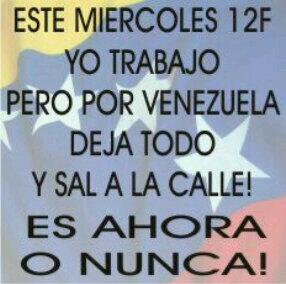 ESTE MIERCOLES 12F
YO TRABAJO
PERO POR VENEZUELA
DEJA TODO
Y SAL A LA CALLE!
ES AHORA
O NUNCA!